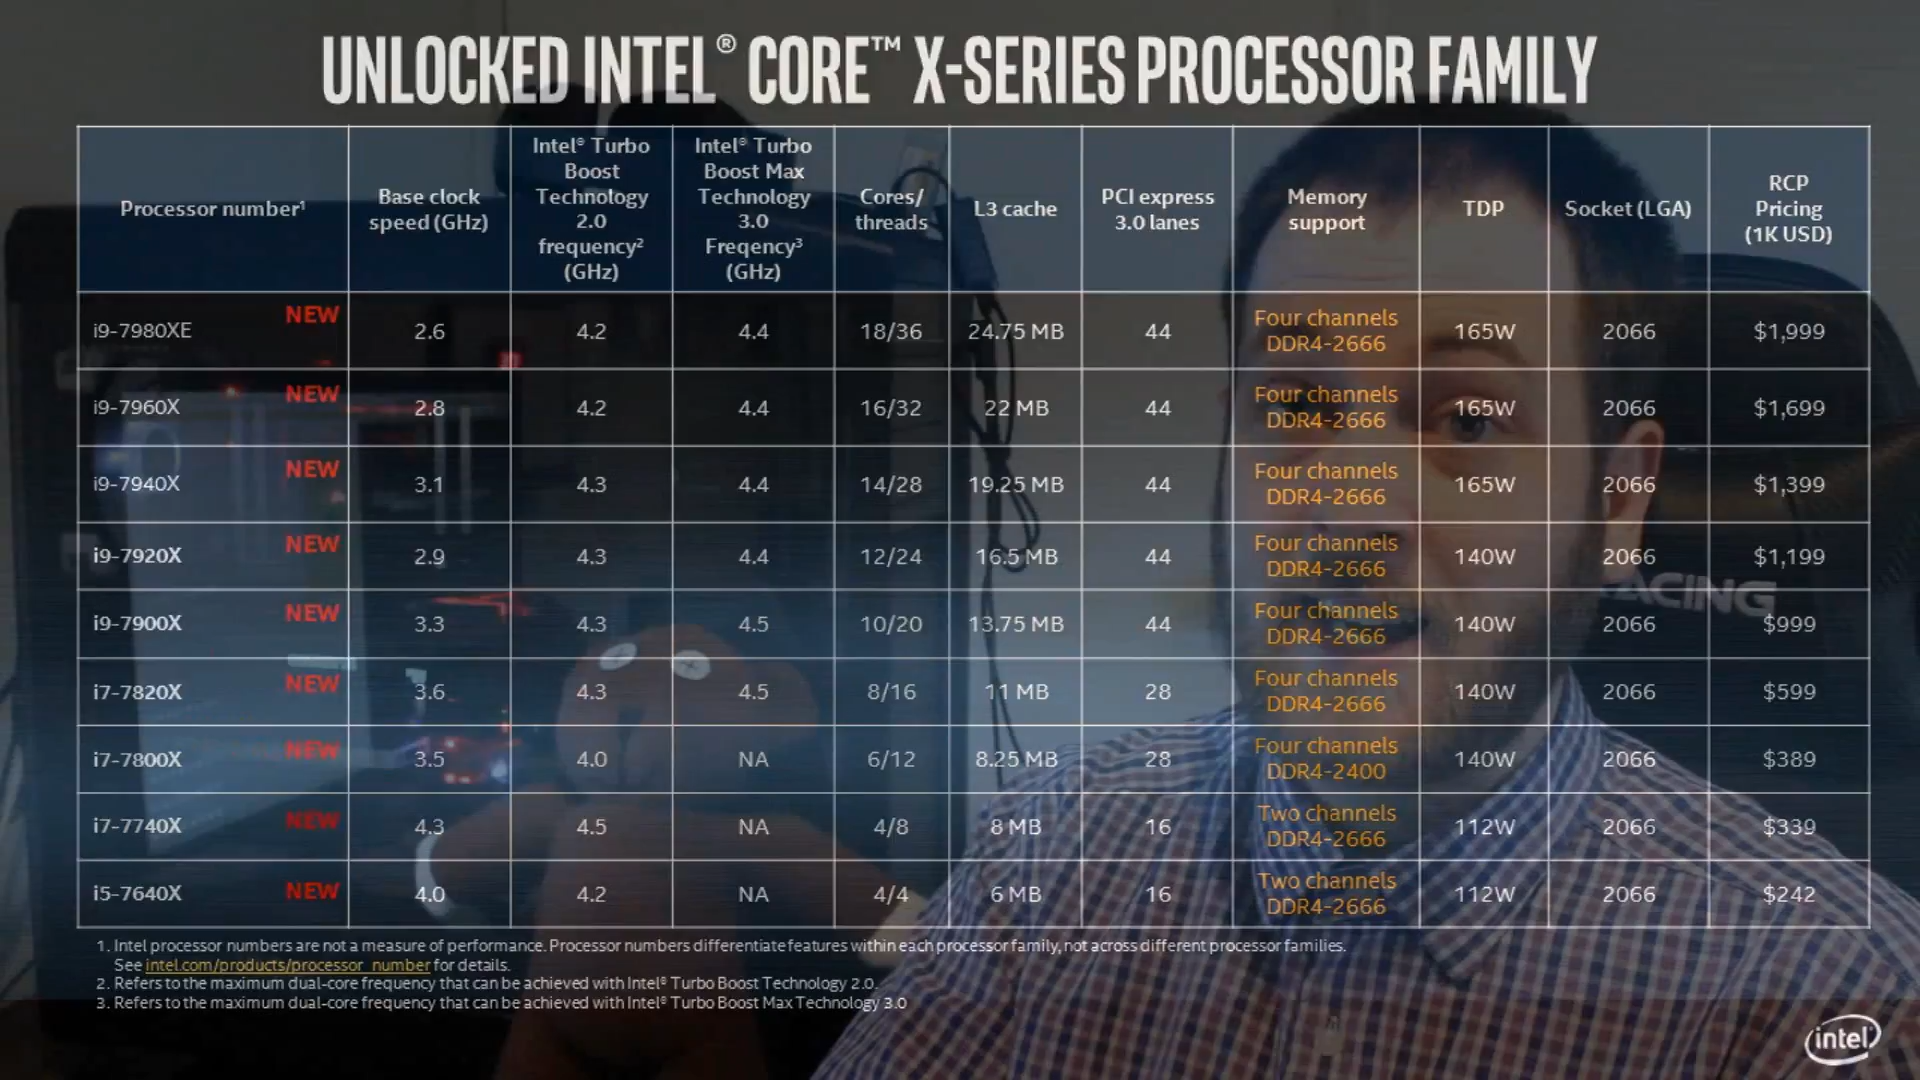 UNLOCKED INTEL® CORE™ X-SERIES PROCESSOR FAMILY
Processor number¹ Base clock speed (GHz) Intel® Turbo Boost Technology 2.0 frequency² (GHz) Intel® Turbo Boost Max Technology 3.0 Freqency³ (GHz) Cores/threads L3 cache PCI express 3.0 lanes Memory support TDP Socket (LGA) RCP Pricing (1K USD)
i9-7980XE NEW 2.6 4.2 4.4 18/36 24.75 MB 44 Four channels DDR4-2666 165W 2066 $1,999
i9-7960X NEW 2.8 4.2 4.4 16/32 22 MB 44 Four channels DDR4-2666 165W 2066 $1,699
i9-7940X NEW 3.1 4.3 4.4 14/28 19.25 MB 44 Four channels DDR4-2666 165W 2066 $1,399
i9-7920X NEW 2.9 4.3 4.4 12/24 16.5 MB 44 Four channels DDR4-2666 140W 2066 $1,199
i9-7900X NEW 3.3 4.3 4.5 10/20 13.75 MB 44 Four channels DDR4-2666 140W 2066 $999
i7-7820X NEW 3.6 4.3 4.5 8/16 11 MB 28 Four channels DDR4-2666 140W 2066 $599
i7-7800X NEW 3.5 4.0 NA 6/12 8.25 MB 28 Four channels DDR4-2400 140W 2066 $389
i7-7740X NEW 4.3 4.5 NA 4/8 8 MB 16 Two channels DDR4-2666 112W 2066 $339
i5-7640X NEW 4.0 4.2 NA 4/4 6 MB 16 Two channels DDR4-2666 112W 2066 $242
ACING
1. Intel processor numbers are not a measure of performance. Processor numbers differentiate features within each processor family, not across different processor families.
See intel.com/products/processor_number for details.
2. Refers to the maximum dual-core frequency that can be achieved with Intel® Turbo Boost Technology 2.0.
3. Refers to the maximum dual-core frequency that can be achieved with Intel® Turbo Boost Max Technology 3.0
intel